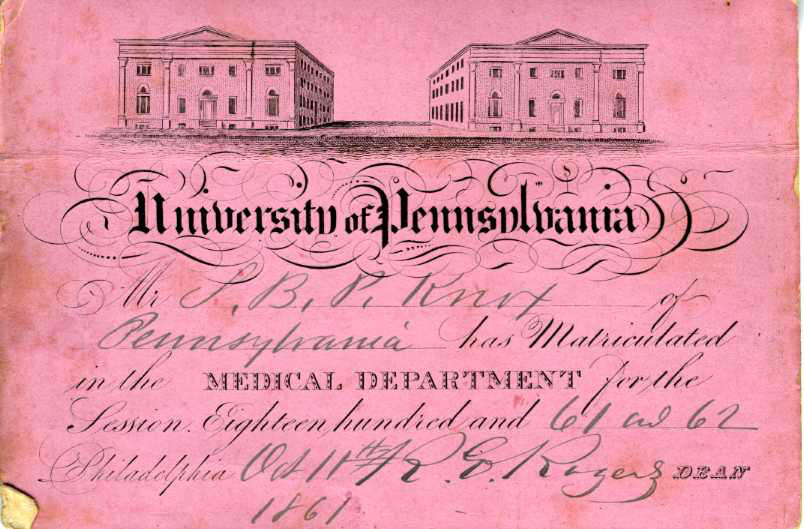 University of Pennsylvania
Mr S. B. P. Knox of
Pennsylvania has Matriculated
in the MEDICAL DEPARTMENT for the
Session Eighteen hundred and 61 and 62
Philadelphia Oct 11th / R. E. Rogers DEAN
1861